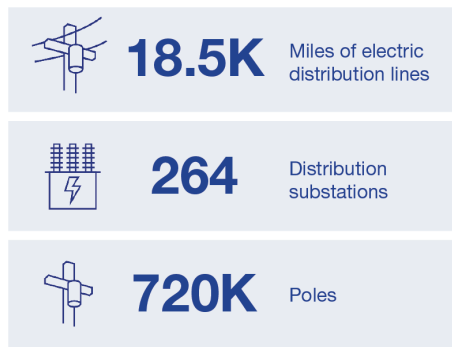 18.5K
Miles of electric
distribution lines
264
Distribution
substations
720K
Poles